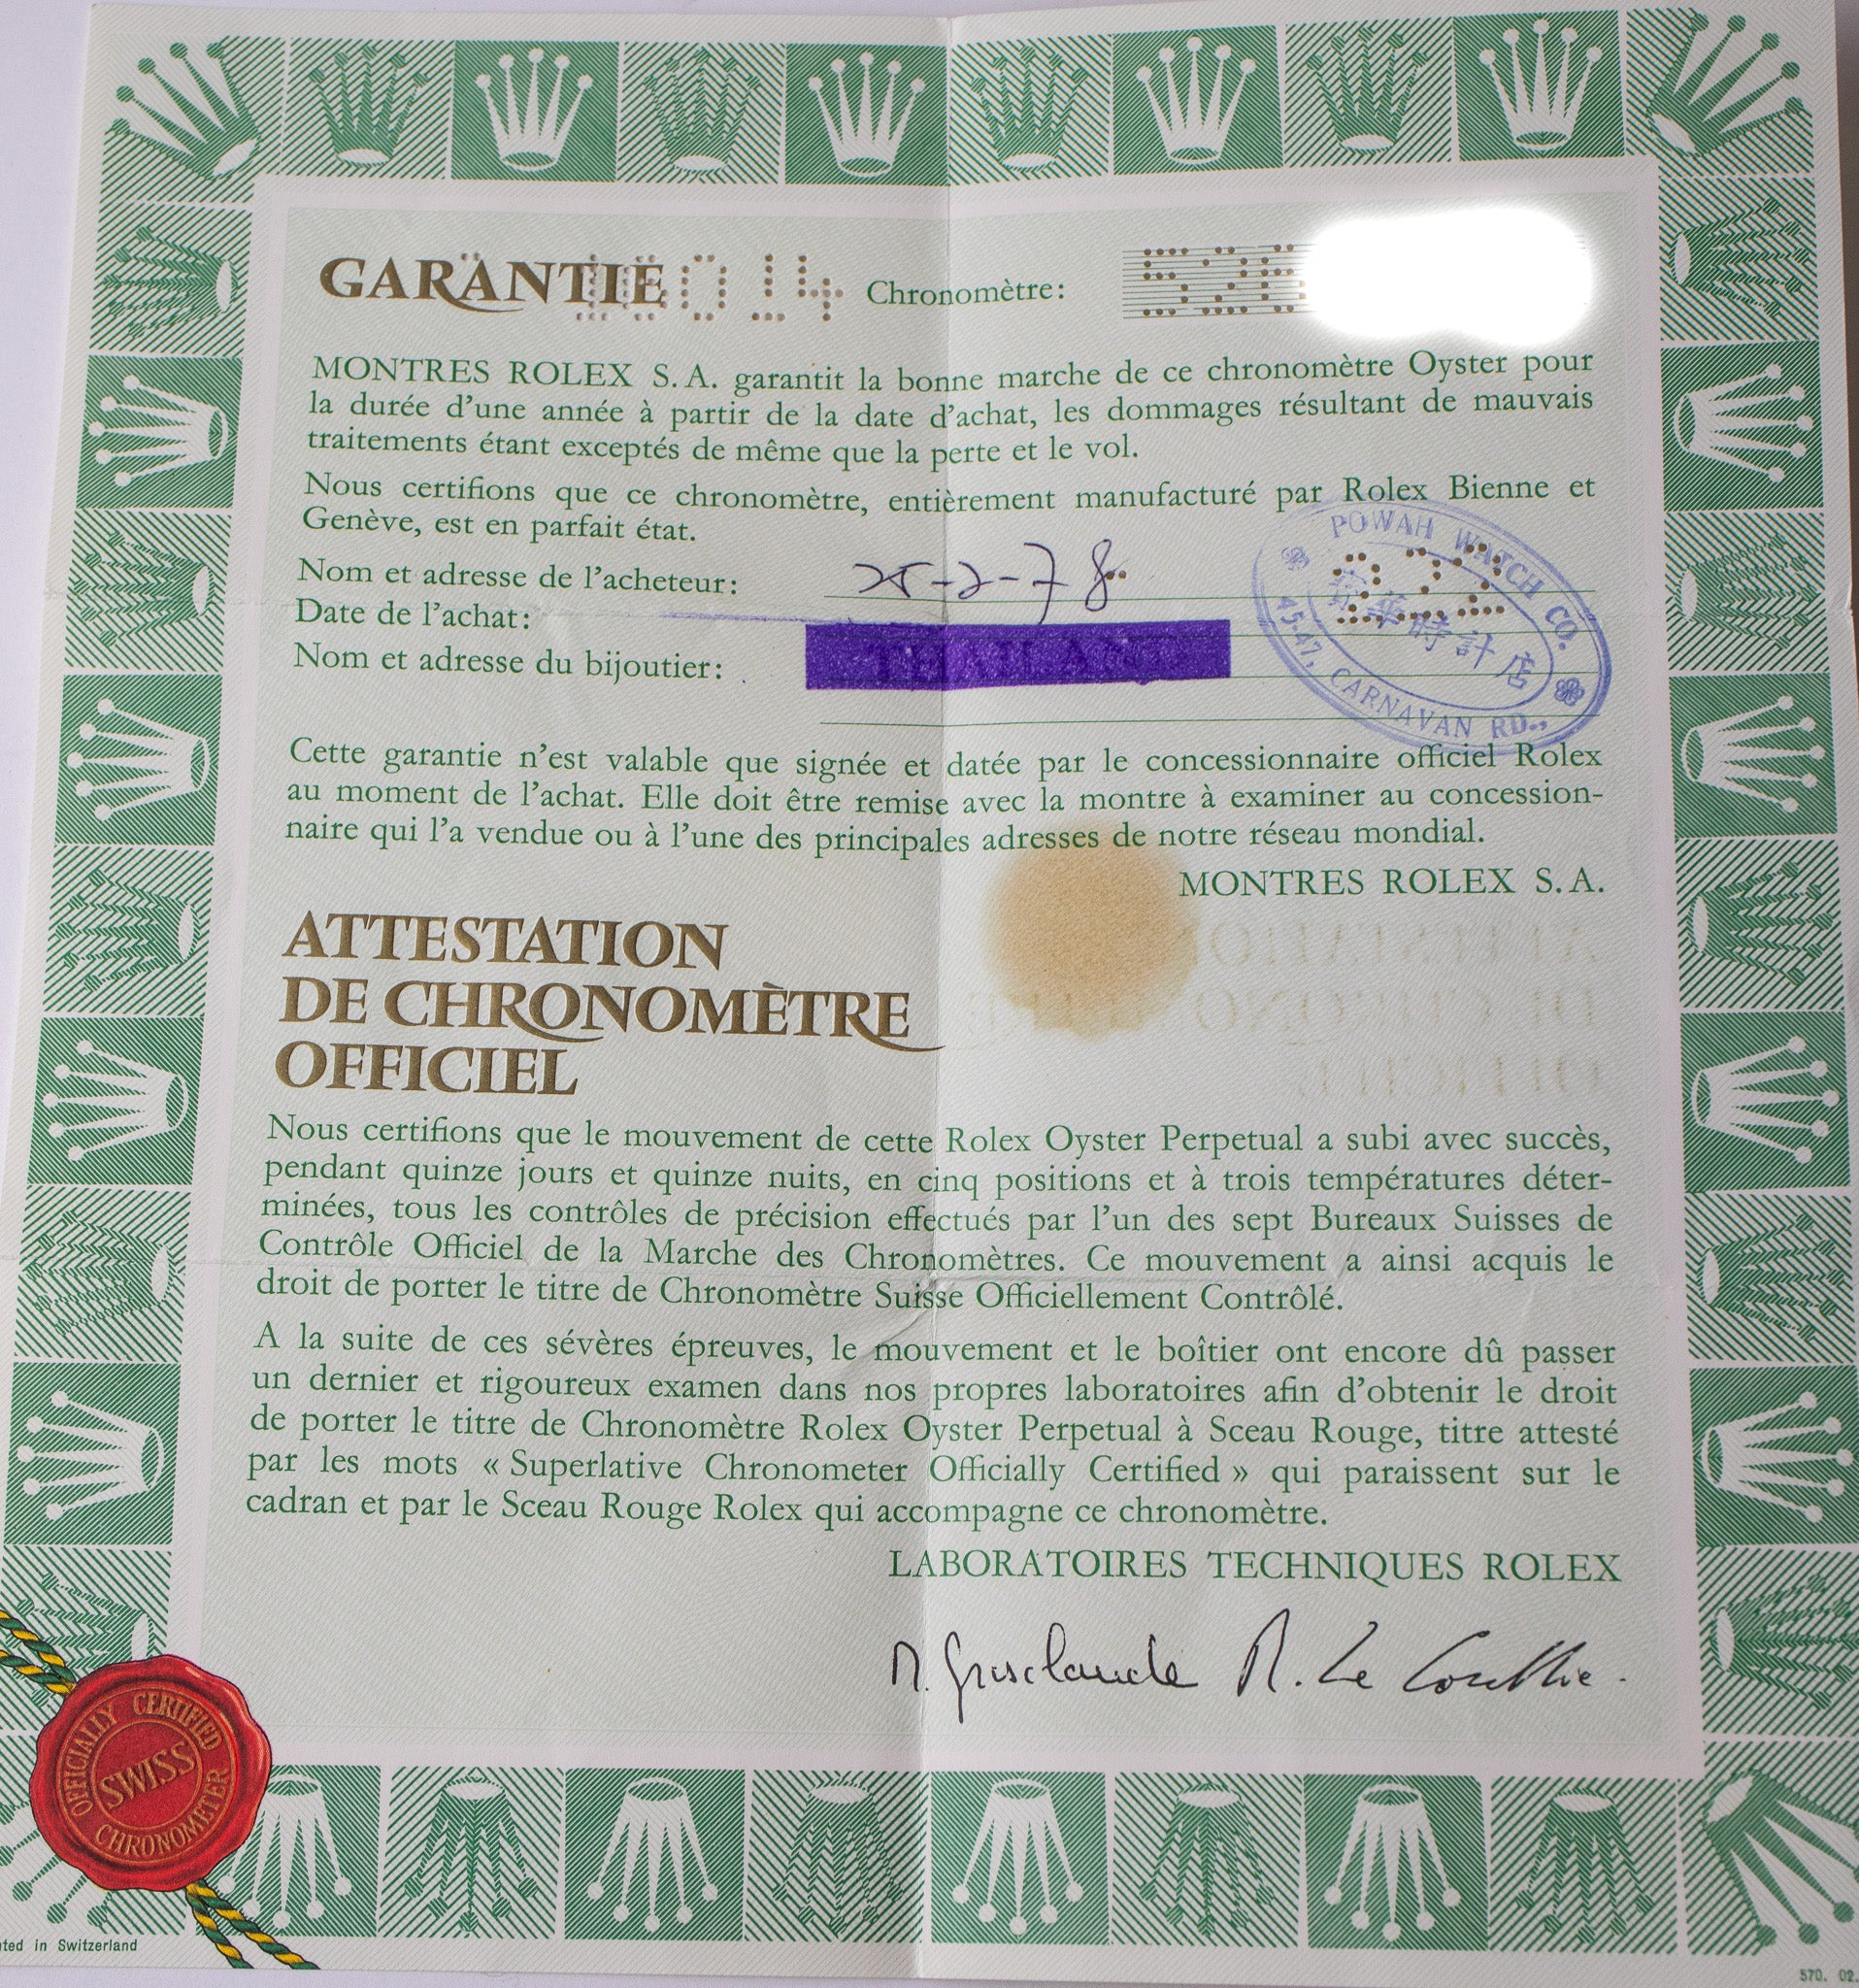 GARANTIE 16014 Chronomètre: 528
MONTRES ROLEX S.A. garantit la bonne marche de ce chronomètre Oyster pour
la durée d'une année à partir de la date d'achat, les dommages résultant de mauvais
traitements étant exceptés de même que la perte et le vol.
Nous certifions que ce chronomètre, entièrement manufacturé par Rolex Bienne et
Genève, est en parfait état.
Nom et adresse de l'acheteur: 25-2-78
Date de l'achat:
Nom et adresse du bijoutier:
POWAH WATCH CO.
華時計店
45-47, CARNAVAN RD.,
Cette garantie n'est valable que signée et datée par le concessionnaire officiel Rolex
au moment de l'achat. Elle doit être remise avec la montre à examiner au concession-
naire qui l'a vendue ou à l'une des principales adresses de notre réseau mondial.
MONTRES ROLEX S.A.
ATTESTATION
DE CHRONOMÈTRE
OFFICIEL
Nous certifions que le mouvement de cette Rolex Oyster Perpetual a subi avec succès,
pendant quinze jours et quinze nuits, en cinq positions et à trois températures déter-
minées, tous les contrôles de précision effectués par l'un des sept Bureaux Suisses de
Contrôle Officiel de la Marche des Chronomètres. Ce mouvement a ainsi acquis le
droit de porter le titre de Chronomètre Suisse Officiellement Contrôlé.
A la suite de ces sévères épreuves, le mouvement et le boîtier ont encore dû passer
un dernier et rigoureux examen dans nos propres laboratoires afin d'obtenir le droit
de porter le titre de Chronomètre Rolex Oyster Perpetual à Sceau Rouge, titre attesté
par les mots « Superlative Chronometer Officially Certified » qui paraissent sur le
cadran et par le Sceau Rouge Rolex qui accompagne ce chronomètre.
LABORATOIRES TECHNIQUES ROLEX
R. Le Coultre.
OFFICIALLY CERTIFIED
SWISS
CHRONOMETER
ted in Switzerland
570. 02